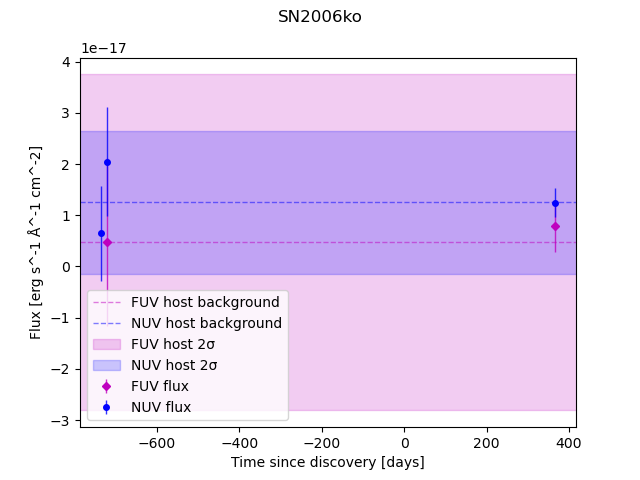 SN2006ko
1e−17
4
3
2
1
0
−1
−2
−3
Flux [erg s^-1 Å^-1 cm^-2]
FUV host background
NUV host background
FUV host 2σ
NUV host 2σ
FUV flux
NUV flux
−600 −400 −200 0 200 400
Time since discovery [days]